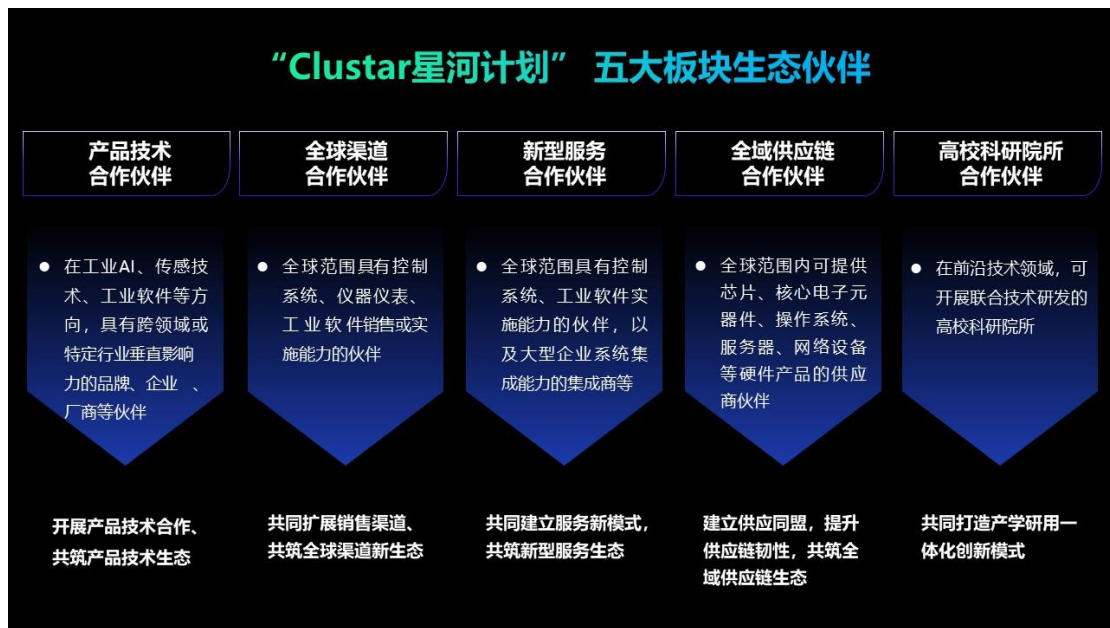 “Clustar星河计划” 五大板块生态伙伴
产品技术
合作伙伴
在工业AI、传感技
术、工业软件等方
向，具有跨领域或
特定行业垂直影响
力的品牌、企业 、
厂商等伙伴
开展产品技术合作、
共筑产品技术生态
全球渠道
合作伙伴
全球范围具有控制
系统、仪器仪表、
工业软件销售或实
施能力的伙伴
共同扩展销售渠道、
共筑全球渠道新生态
新型服务
合作伙伴
全球范围具有控制
系统、工业软件实
施能力的伙伴，以
及大型企业系统集
成能力的集成商等
共同建立服务新模式，
共筑新型服务生态
全域供应链
合作伙伴
全球范围内可提供
芯片、核心电子元
器件、操作系统、
服务器、网络设备
等硬件产品的供应
商伙伴
建立供应同盟，提升
供应链韧性，共筑全
域供应链生态
高校科研院所
合作伙伴
在前沿技术领域，可
开展联合技术研发的
高校科研院所
共同打造产学研用一
体化创新模式